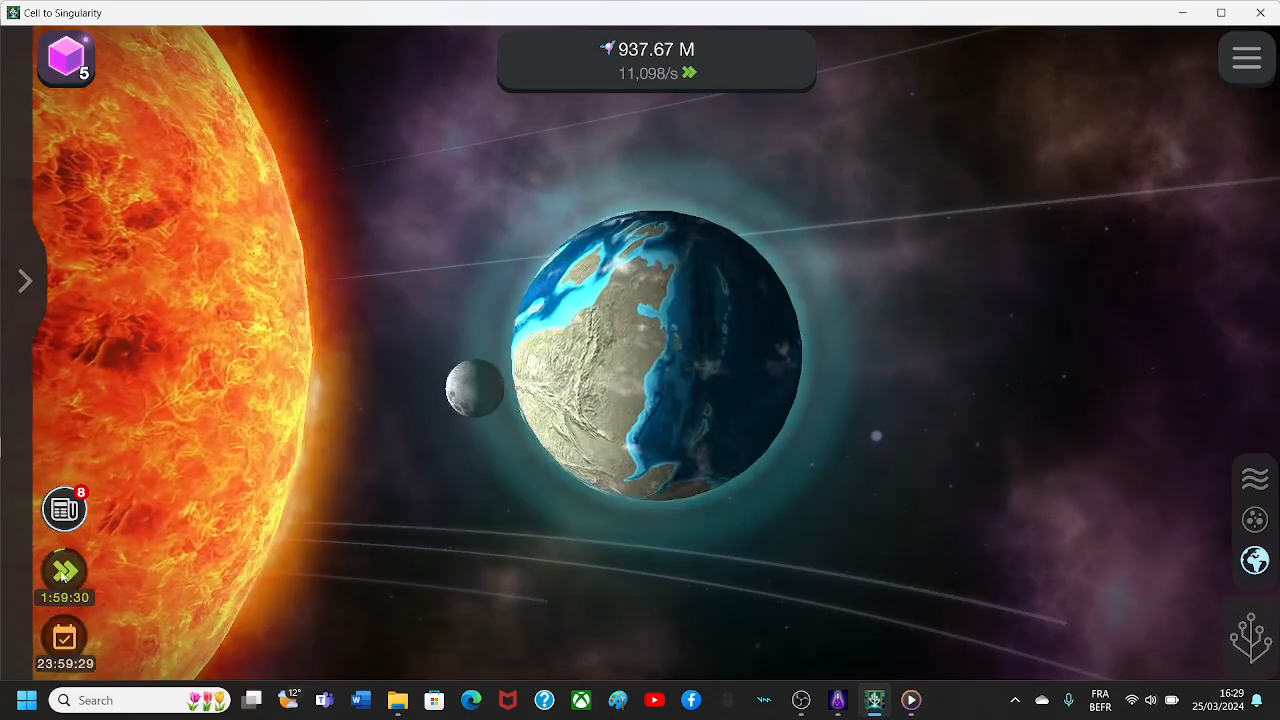 Cell to Singularity
5
937.67 M
11,098/s
8
1:59:30
23:59:29
Search
12°
FRA
BEFR
16:29
25/03/2024